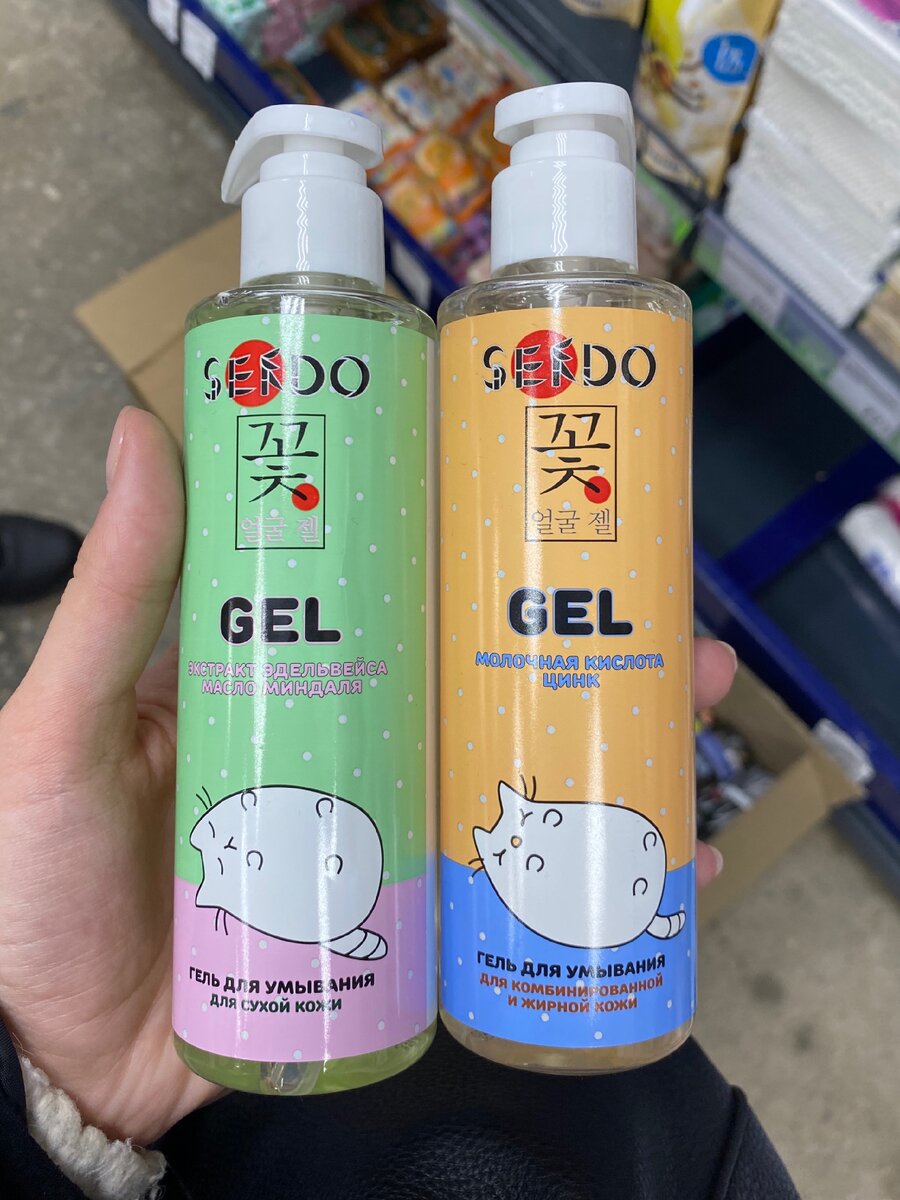 SENDO
꽃
얼굴 젤
GEL
ЭКСТРАКТ ЭДЕЛЬВЕЙСА
МАСЛО МИНДАЛЯ
ГЕЛЬ ДЛЯ УМЫВАНИЯ
ДЛЯ СУХОЙ КОЖИ
SENDO
꽃
얼굴 젤
GEL
МОЛОЧНАЯ КИСЛОТА
ЦИНК
ГЕЛЬ ДЛЯ УМЫВАНИЯ
ДЛЯ КОМБИНИРОВАННОЙ
И ЖИРНОЙ КОЖИ